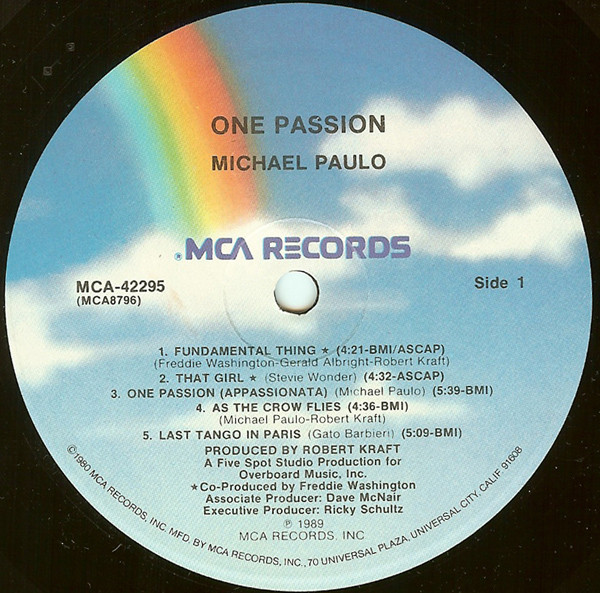 ONE PASSION
MICHAEL PAULO
®MCA RECORDS
MCA-42295
(MCA8796)
Side 1
1. FUNDAMENTAL THING ★ (4:21-BMI/ASCAP)
(Freddie Washington-Gerald Albright-Robert Kraft)
2. THAT GIRL ★ (Stevie Wonder) (4:32-ASCAP)
3. ONE PASSION (APPASSIONATA) (Michael Paulo) (5:39-BMI)
4. AS THE CROW FLIES (4:36-BMI)
(Michael Paulo-Robert Kraft)
5. LAST TANGO IN PARIS (Gato Barbieri) (5:09-BMI)
PRODUCED BY ROBERT KRAFT
A Five Spot Studio Production for
Overboard Music, Inc.
★Co-Produced by Freddie Washington
Associate Producer: Dave McNair
Executive Producer: Ricky Schultz
℗ 1989
MCA RECORDS, INC
©1980 MCA RECORDS, INC. MFD. BY MCA RECORDS, INC., 70 UNIVERSAL PLAZA, UNIVERSAL CITY, CALIF. 91608